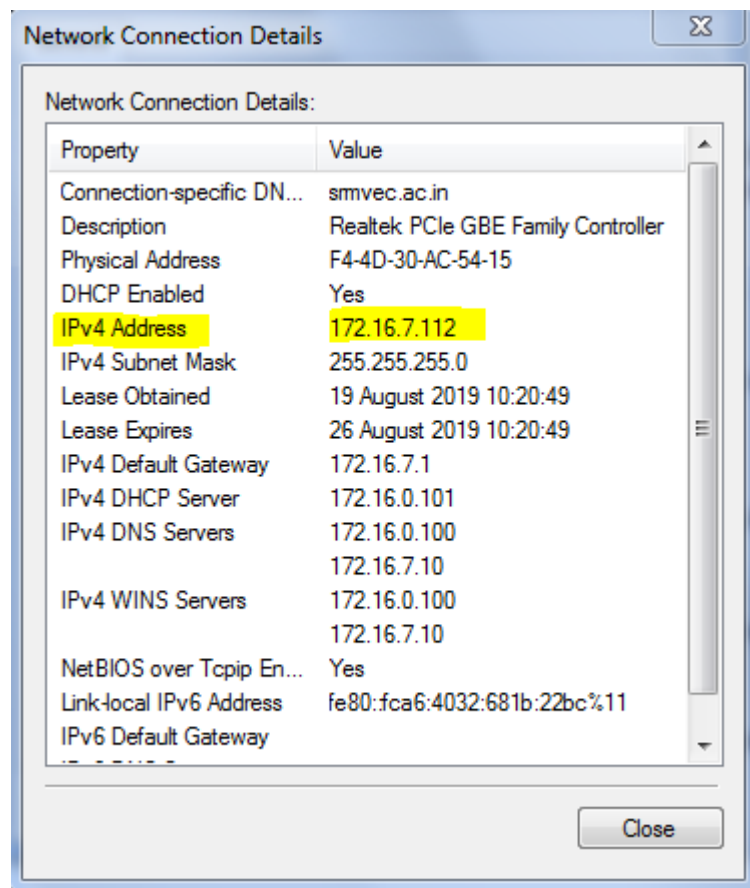 Network Connection Details
Network Connection Details:
Property Value
Connection-specific DN... smvec.ac.in
Description Realtek PCIe GBE Family Controller
Physical Address F4-4D-30-AC-54-15
DHCP Enabled Yes
IPv4 Address 172.16.7.112
IPv4 Subnet Mask 255.255.255.0
Lease Obtained 19 August 2019 10:20:49
Lease Expires 26 August 2019 10:20:49
IPv4 Default Gateway 172.16.7.1
IPv4 DHCP Server 172.16.0.101
IPv4 DNS Servers 172.16.0.100
172.16.7.10
IPv4 WINS Servers 172.16.0.100
172.16.7.10
NetBIOS over Tcpip En... Yes
Link-local IPv6 Address fe80::fca6:4032:681b:22bc%11
IPv6 Default Gateway
Close